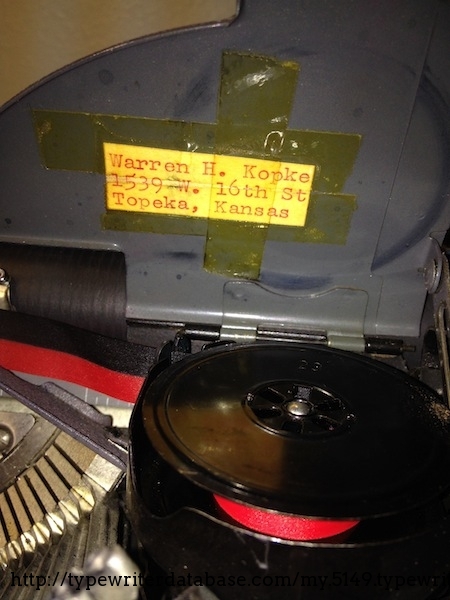 Warren H. Kopke
1539 W. 16th St
Topeka, Kansas
http://typewriterdatabase.com/my.5149.typewri